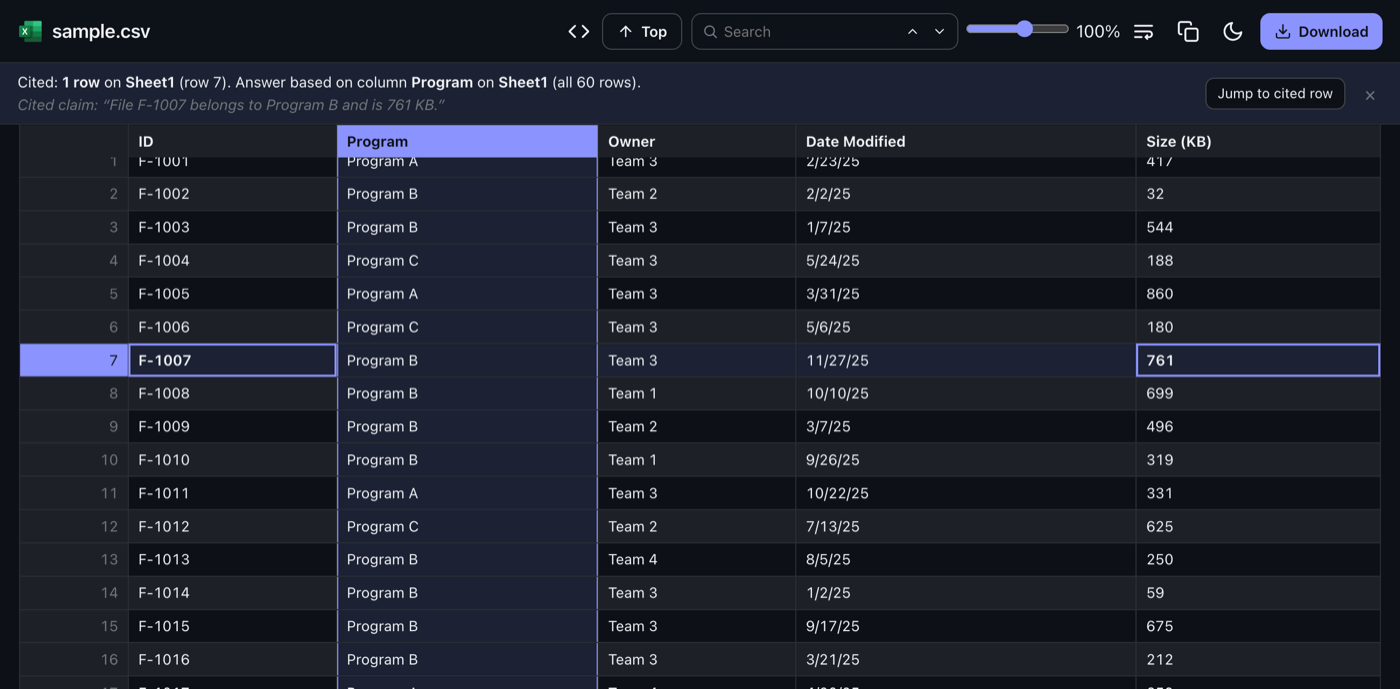 sample.csv
Top
Search
100%
Download
Cited: 1 row on Sheet1 (row 7). Answer based on column Program on Sheet1 (all 60 rows).
Cited claim: “File F-1007 belongs to Program B and is 761 KB.”
Jump to cited row
ID Program Owner Date Modified Size (KB)
1 F-1001 Program A Team 3 2/23/25 417
2 F-1002 Program B Team 2 2/2/25 32
3 F-1003 Program B Team 3 1/7/25 544
4 F-1004 Program C Team 3 5/24/25 188
5 F-1005 Program A Team 3 3/31/25 860
6 F-1006 Program C Team 3 5/6/25 180
7 F-1007 Program B Team 3 11/27/25 761
8 F-1008 Program B Team 1 10/10/25 699
9 F-1009 Program B Team 2 3/7/25 496
10 F-1010 Program B Team 1 9/26/25 319
11 F-1011 Program A Team 3 10/22/25 331
12 F-1012 Program C Team 2 7/13/25 625
13 F-1013 Program B Team 4 8/5/25 250
14 F-1014 Program B Team 3 1/2/25 59
15 F-1015 Program B Team 3 9/17/25 675
16 F-1016 Program B Team 3 3/21/25 212